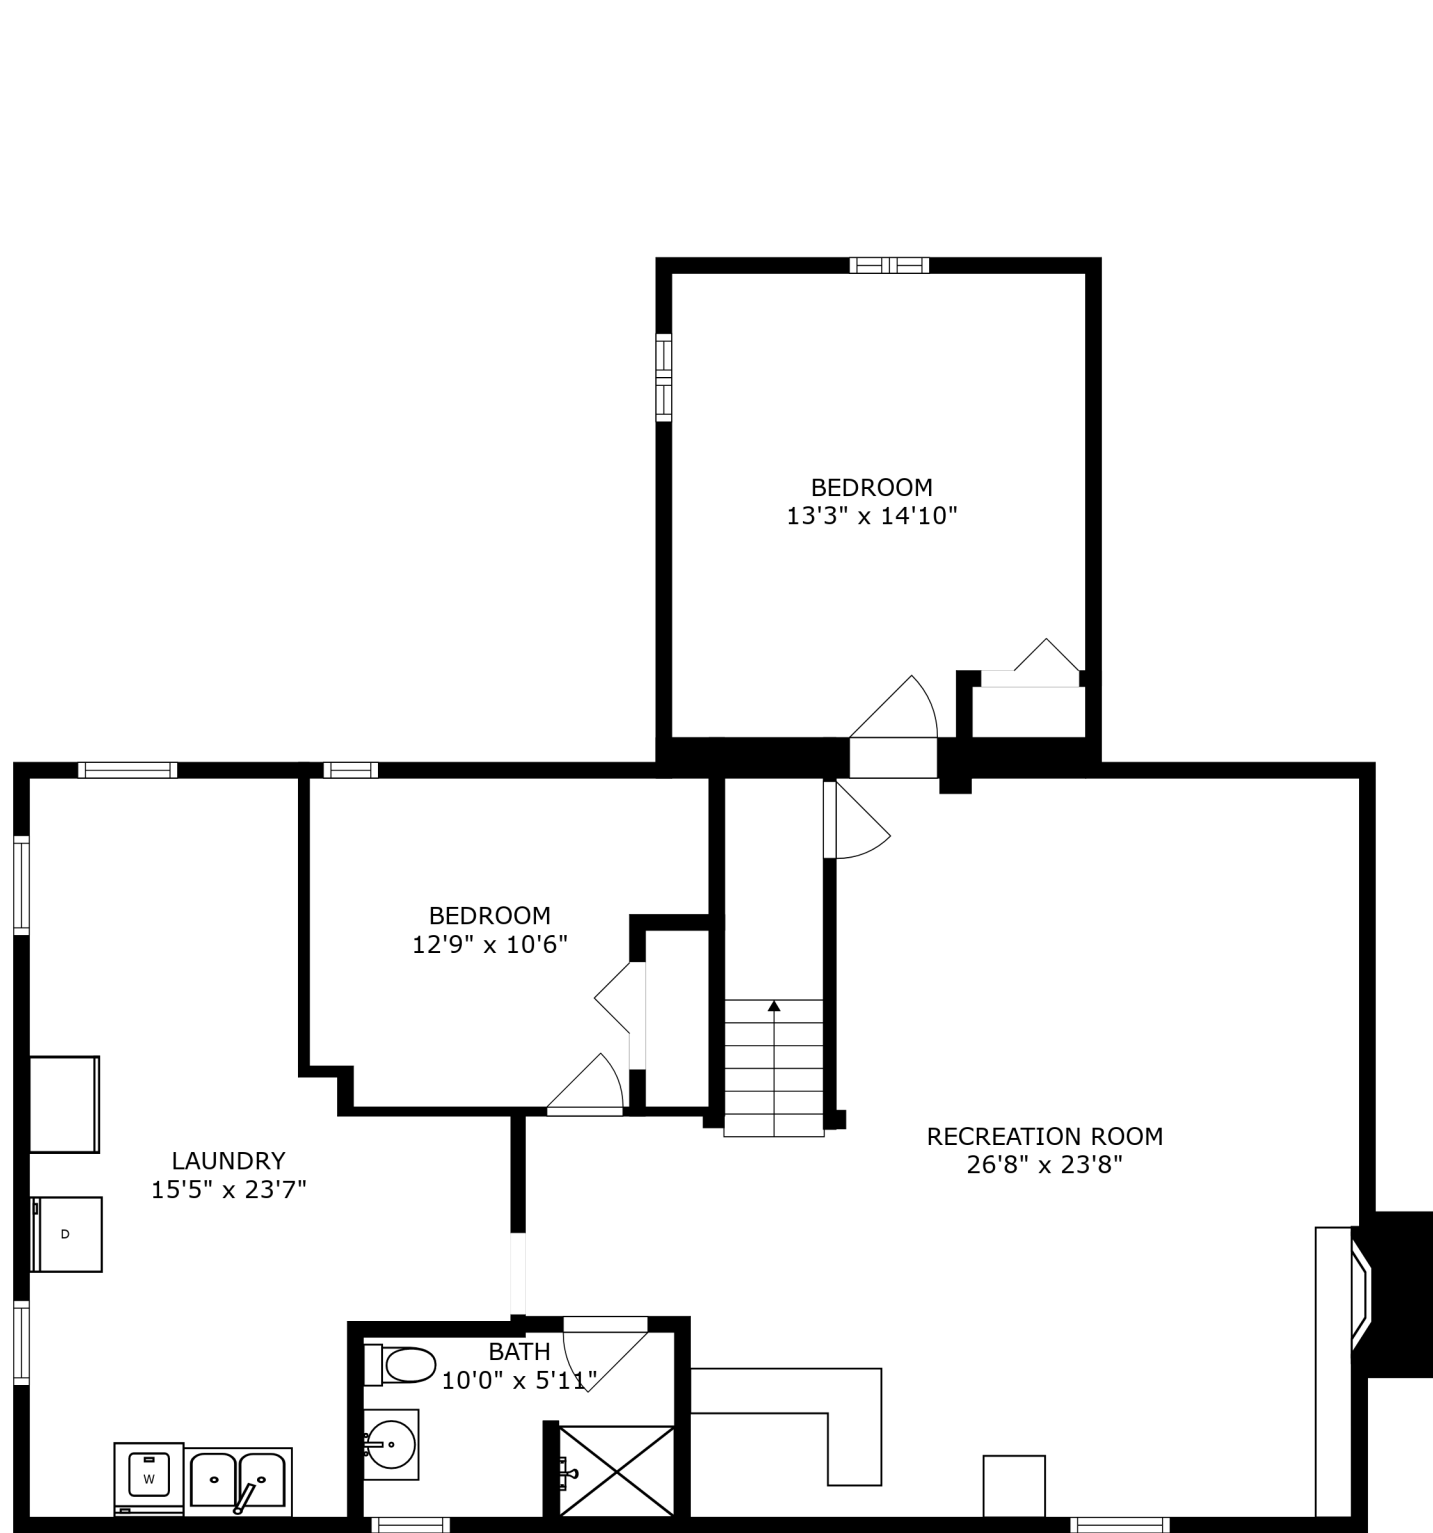 BEDROOM
13'3" x 14'10"
BEDROOM
12'9" x 10'6"
RECREATION ROOM
26'8" x 23'8"
LAUNDRY
15'5" x 23'7"
D
BATH
10'0" x 5'11"
W